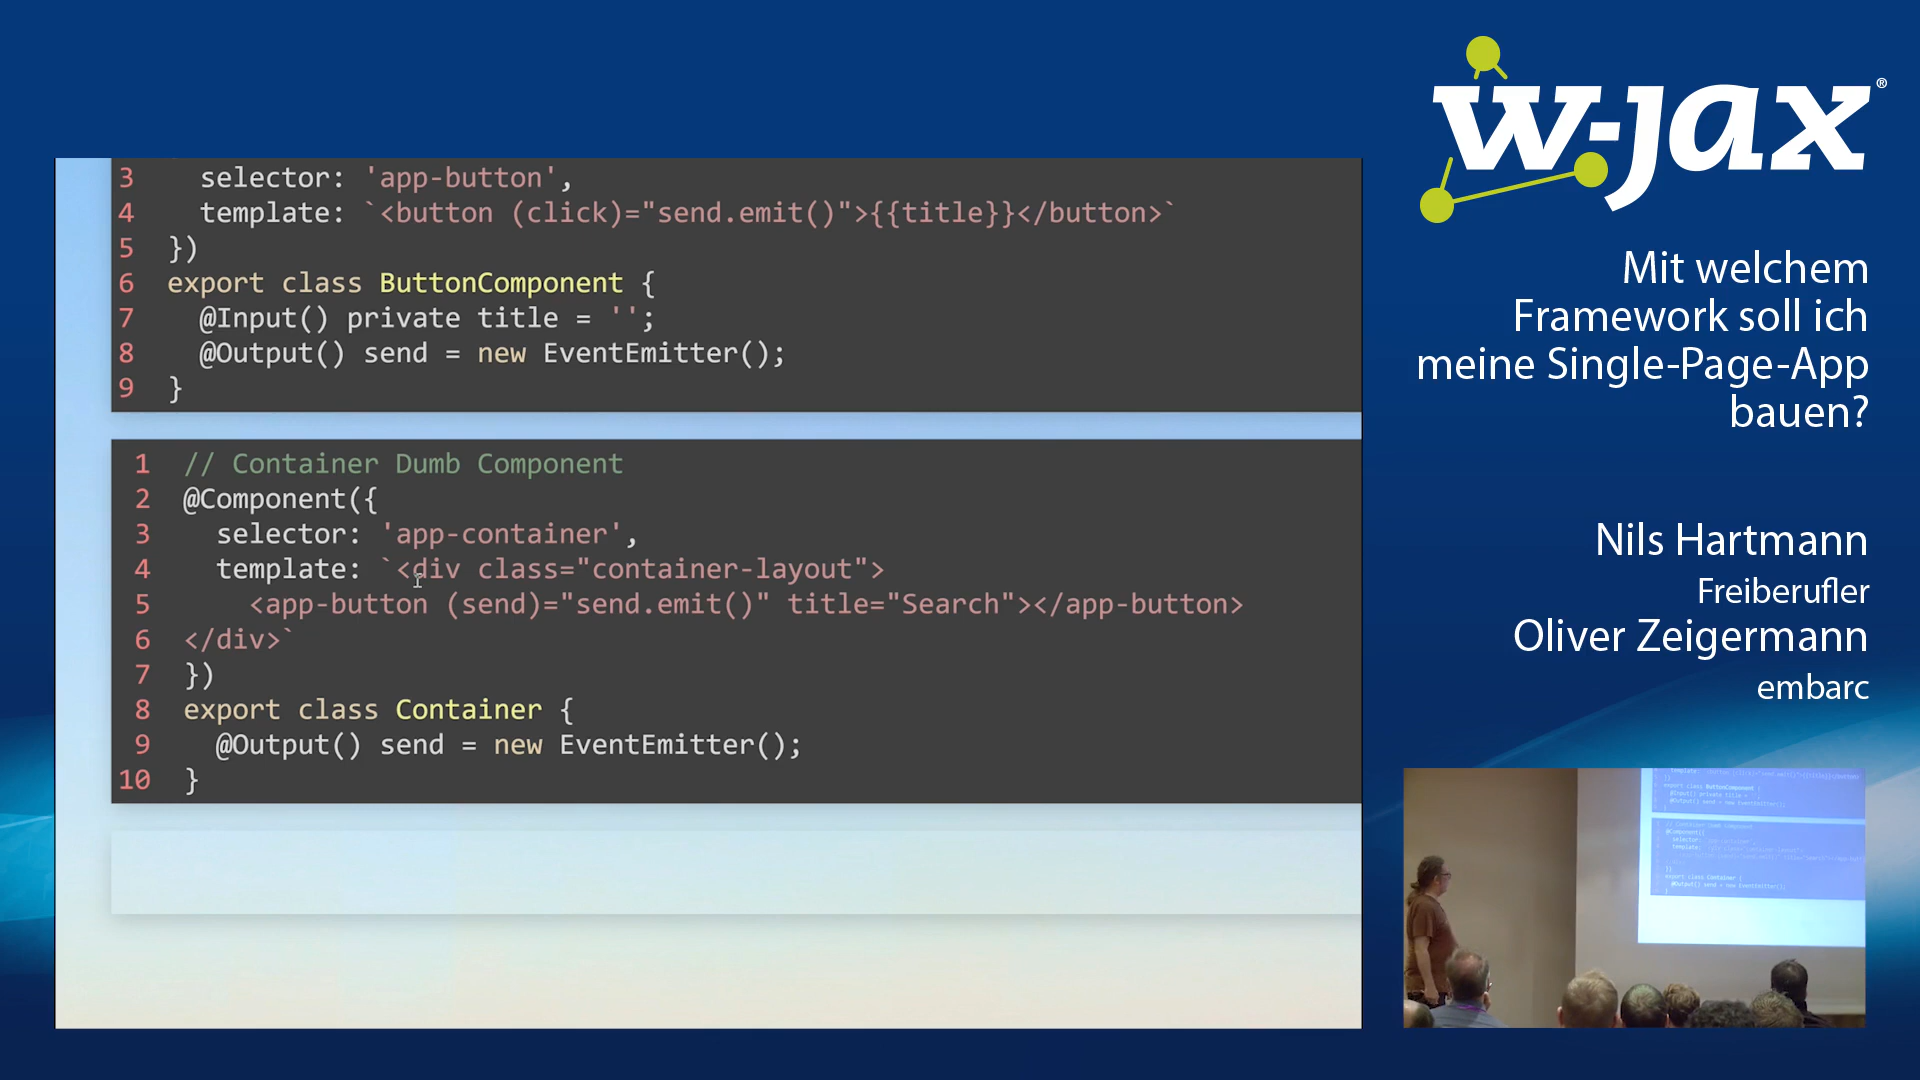 3 selector: 'app-button',
4 template: `<button (click)="send.emit()">{{title}}</button>`
5 })
6 export class ButtonComponent {
7 @Input() private title = '';
8 @Output() send = new EventEmitter();
9 }
1 // Container Dumb Component
2 @Component({
3 selector: 'app-container',
4 template: `<div class="container-layout">
5 <app-button (send)="send.emit()" title="Search"></app-button>
6 </div>`
7 })
8 export class Container {
9 @Output() send = new EventEmitter();
10 }
w-jax®
Mit welchem
Framework soll ich
meine Single-Page-App
bauen?
Nils Hartmann
Freiberufler
Oliver Zeigermann
embarc